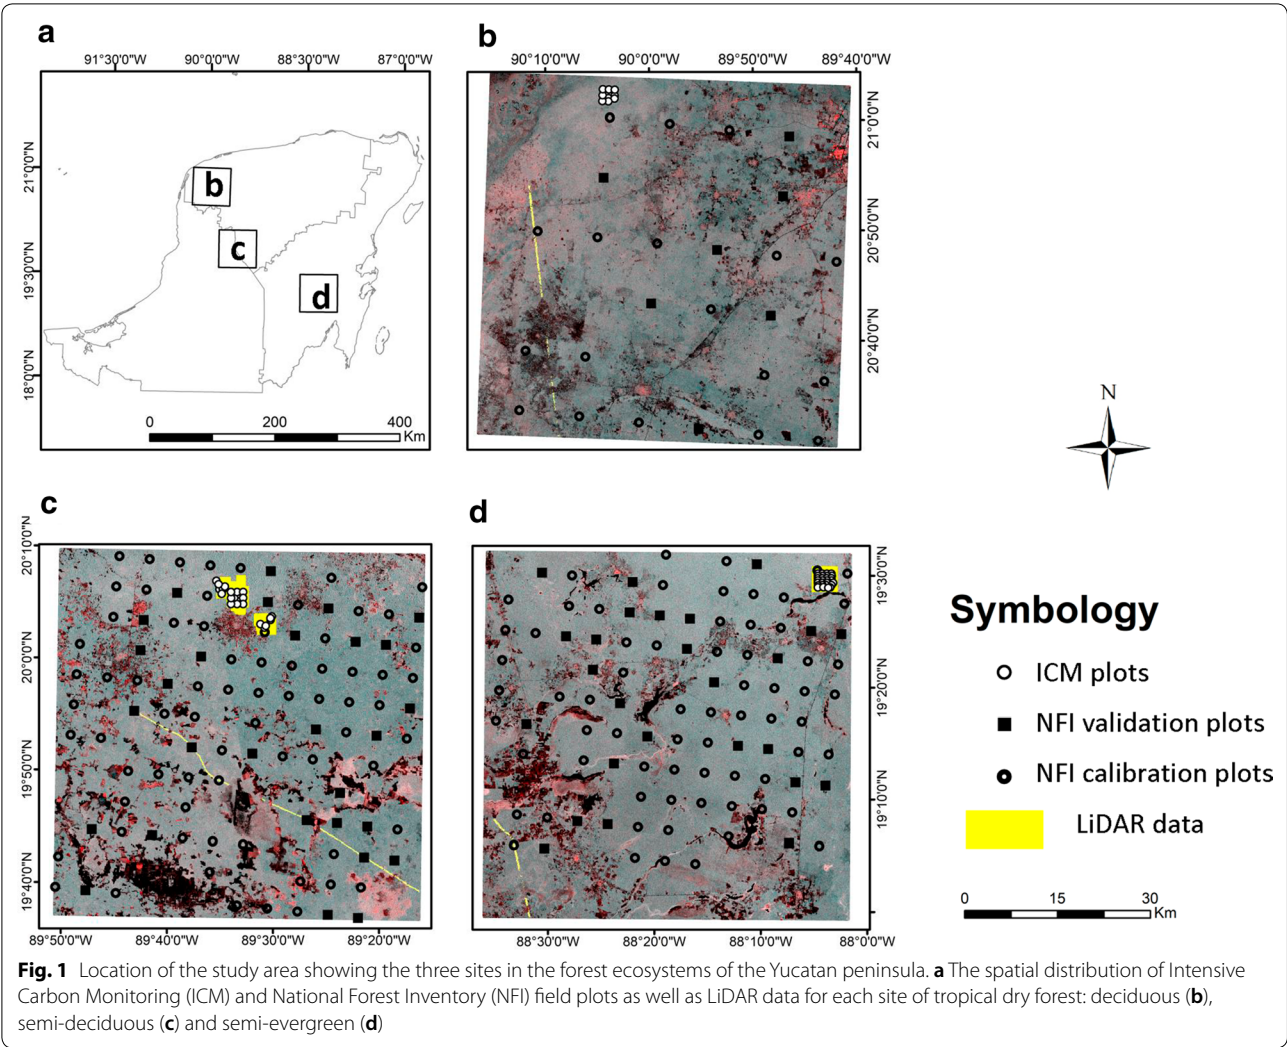 a
91°30'0"W 90°0'0"W 88°30'0"W 87°0'0"W
21°0'0"N
19°30'0"N
18°0'0"N
b
c
d
0 200 400
Km
b
90°10'0"W 90°0'0"W 89°50'0"W 89°40'0"W
21°0'0"N
20°50'0"N
20°40'0"N
N
c
20°10'0"N
20°0'0"N
19°50'0"N
19°40'0"N
89°50'0"W 89°40'0"W 89°30'0"W 89°20'0"W
d
19°30'0"N
19°20'0"N
19°10'0"N
88°30'0"W 88°20'0"W 88°10'0"W 88°0'0"W
Symbology
ICM plots
NFI validation plots
NFI calibration plots
LiDAR data
0 15 30
Km
Fig. 1 Location of the study area showing the three sites in the forest ecosystems of the Yucatan peninsula. a The spatial distribution of Intensive
Carbon Monitoring (ICM) and National Forest Inventory (NFI) field plots as well as LiDAR data for each site of tropical dry forest: deciduous (b),
semi-deciduous (c) and semi-evergreen (d)